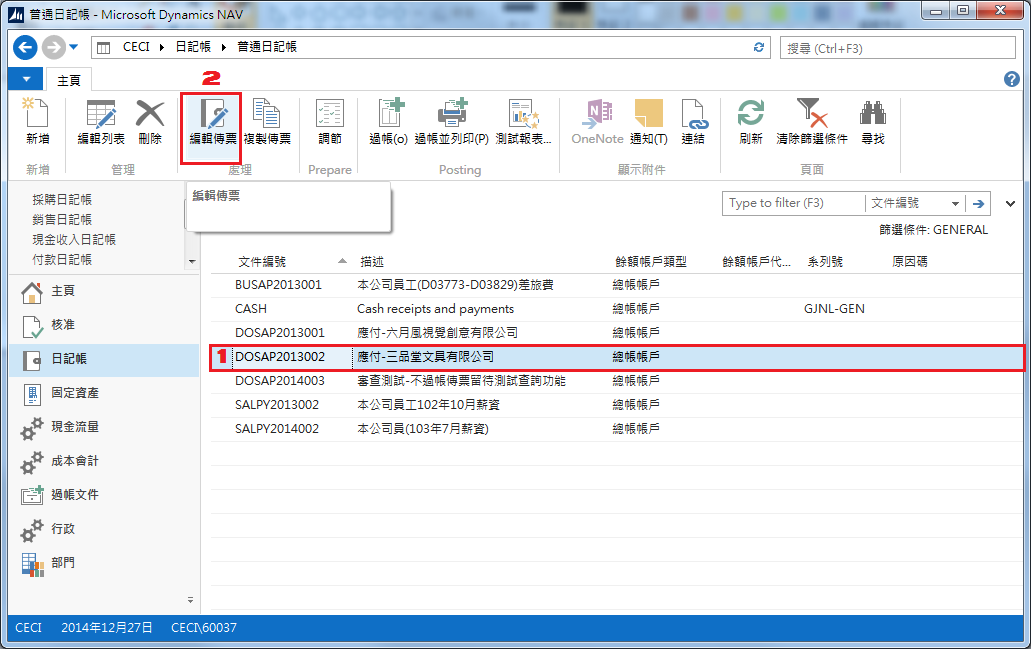 普通日記帳 - Microsoft Dynamics NAV
CECI ▸ 日記帳 ▸ 普通日記帳
搜尋 (Ctrl+F3)
主頁
2
新增 編輯列表 刪除 編輯傳票 複製傳票 調節 過帳(o) 過帳並列印(P) 測試報表... OneNote 通知(T) 連結 刷新 清除篩選條件 尋找
新增 管理 處理 Prepare Posting 顯示附件 頁面
編輯傳票
採購日記帳
銷售日記帳
現金收入日記帳
付款日記帳
主頁
核准
日記帳
固定資產
現金流量
成本會計
過帳文件
行政
部門
Type to filter (F3) 文件編號
篩選條件: GENERAL
文件編號 描述 餘額帳戶類型 餘額帳戶代... 系列號 原因碼
BUSAP2013001 本公司員工(D03773-D03829)差旅費 總帳帳戶
CASH Cash receipts and payments 總帳帳戶 GJNL-GEN
DOSAP2013001 應付-六月風視覺創意有限公司 總帳帳戶
1 DOSAP2013002 應付-三品堂文具有限公司 總帳帳戶
DOSAP2014003 審查測試-不過帳傳票留待測試查詢功能 總帳帳戶
SALPY2013002 本公司員工102年10月薪資 總帳帳戶
SALPY2014002 本公司員(103年7月薪資) 總帳帳戶
CECI 2014年12月27日 CECI\60037